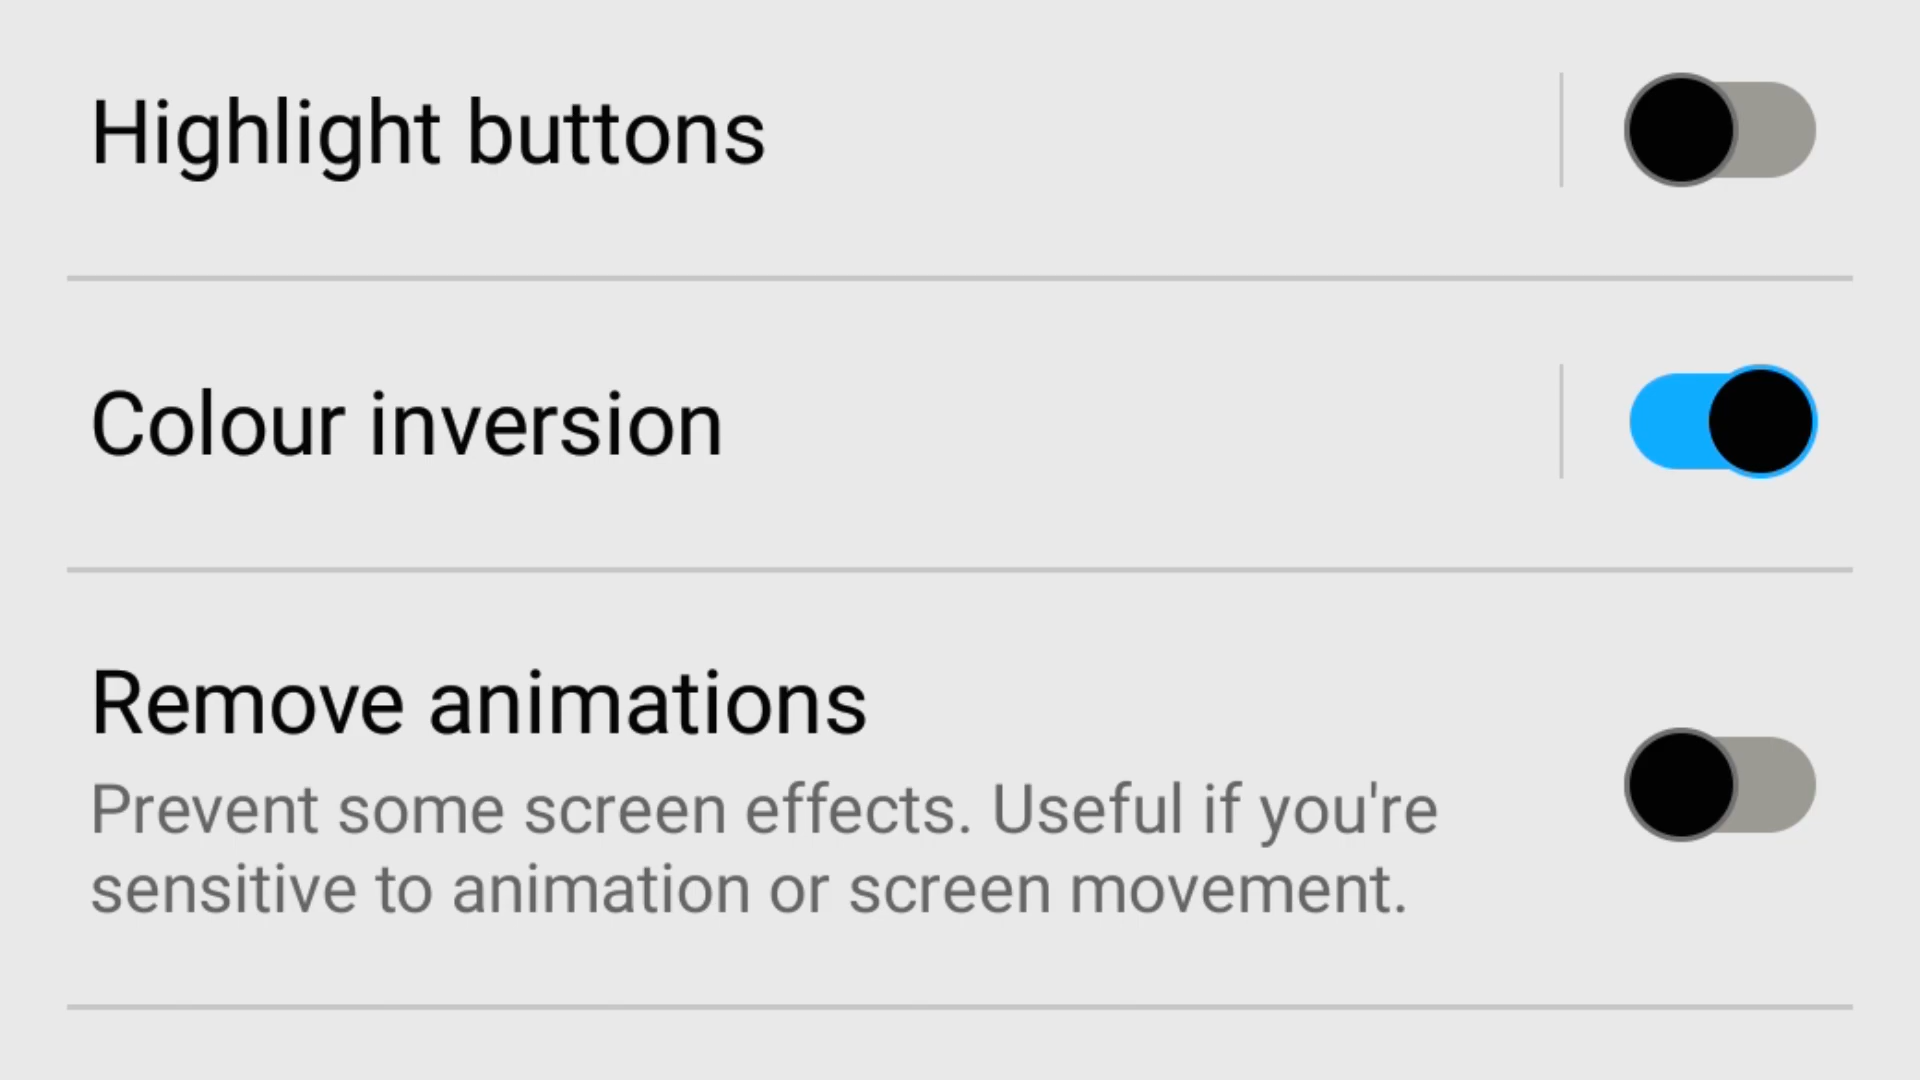 Highlight buttons
Colour inversion
Remove animations
Prevent some screen effects. Useful if you're
sensitive to animation or screen movement.